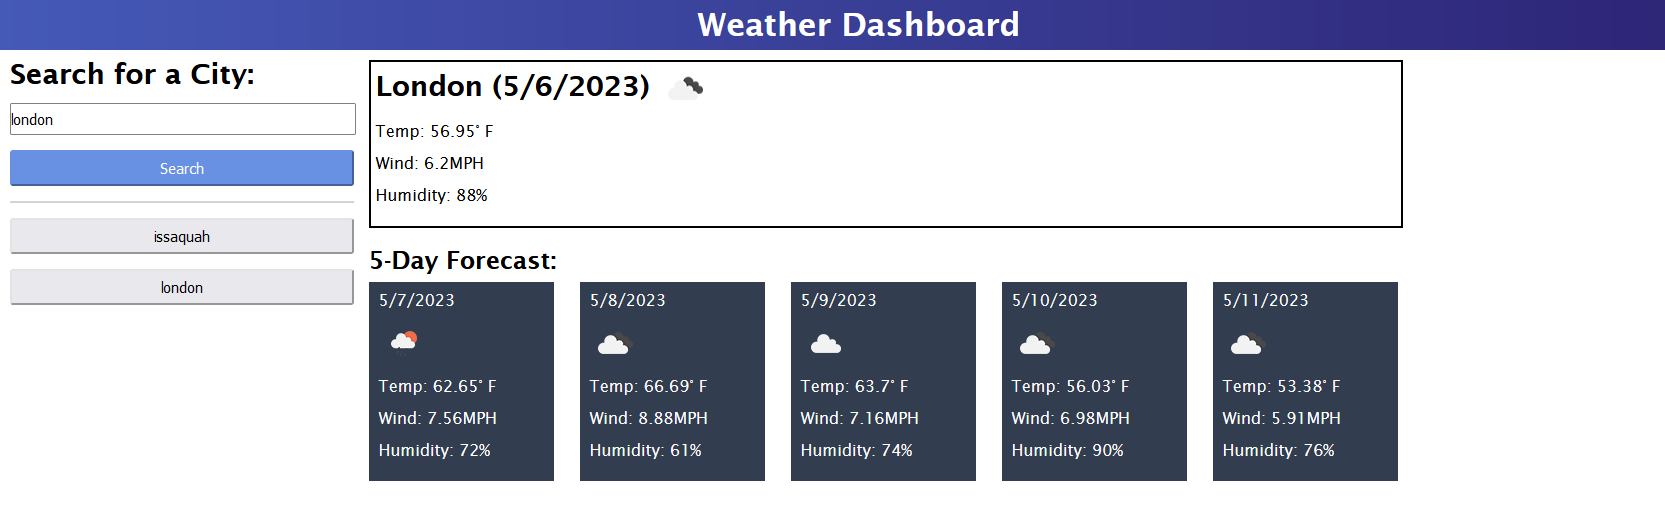 Weather Dashboard
Search for a City:
london
Search
issaquah
london
London (5/6/2023)
Temp: 56.95° F
Wind: 6.2MPH
Humidity: 88%
5-Day Forecast:
5/7/2023
Temp: 62.65° F
Wind: 7.56MPH
Humidity: 72%
5/8/2023
Temp: 66.69° F
Wind: 8.88MPH
Humidity: 61%
5/9/2023
Temp: 63.7° F
Wind: 7.16MPH
Humidity: 74%
5/10/2023
Temp: 56.03° F
Wind: 6.98MPH
Humidity: 90%
5/11/2023
Temp: 53.38° F
Wind: 5.91MPH
Humidity: 76%